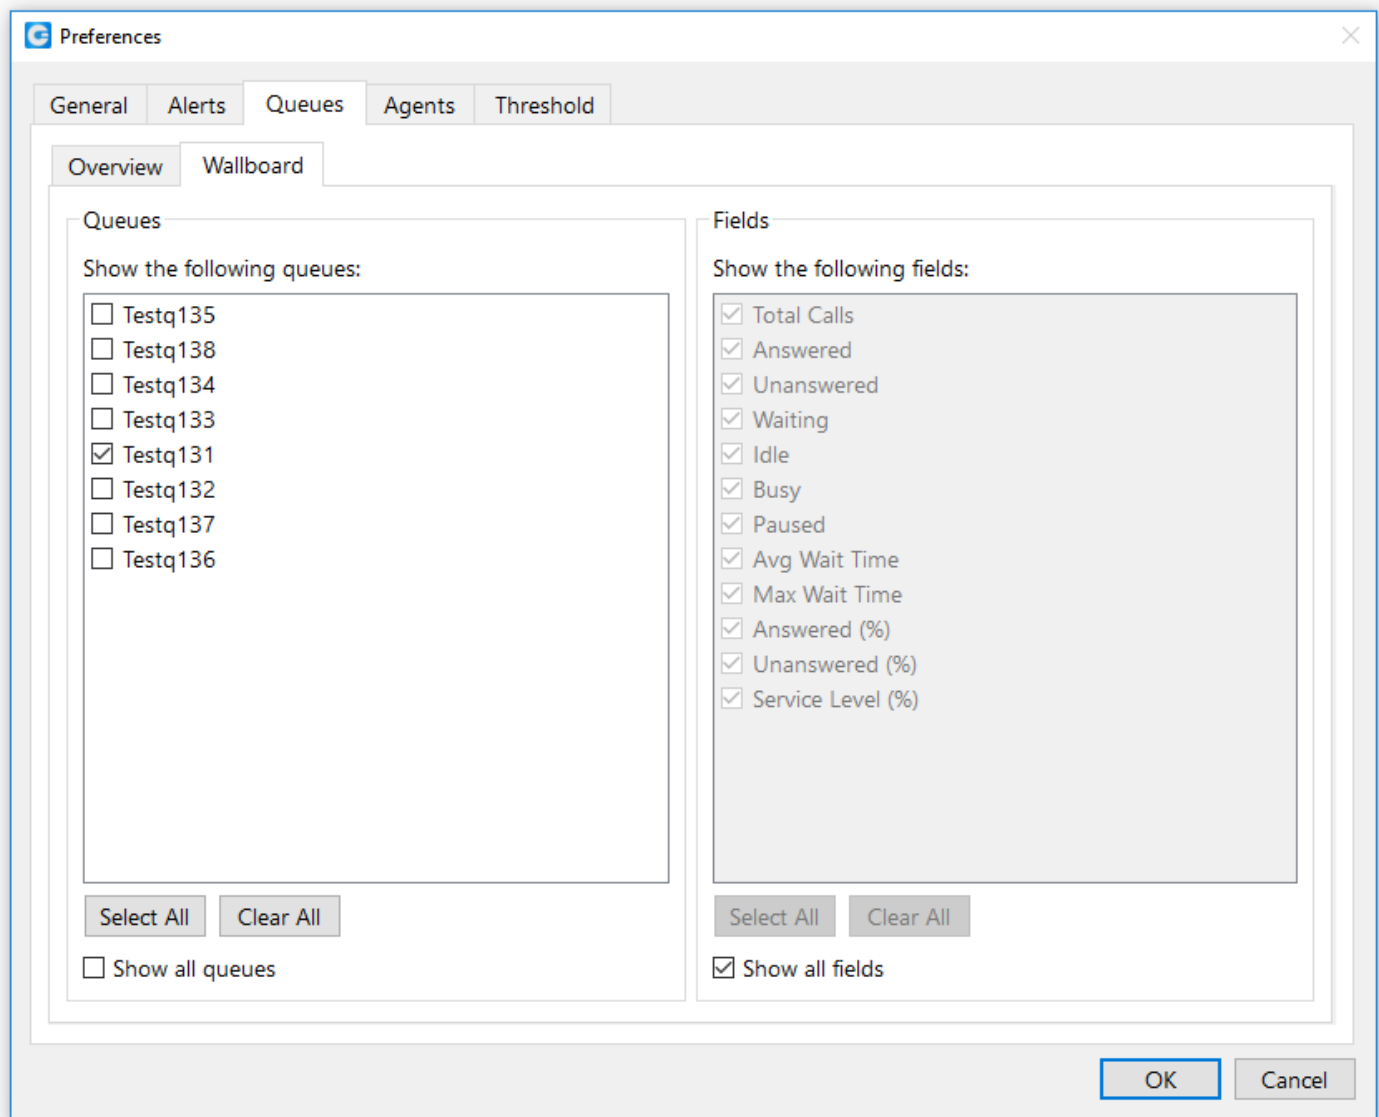 Preferences
General Alerts Queues Agents Threshold
Overview Wallboard
Queues
Show the following queues:
Testq135
Testq138
Testq134
Testq133
Testq131
Testq132
Testq137
Testq136
Select All Clear All
Show all queues
Fields
Show the following fields:
Total Calls
Answered
Unanswered
Waiting
Idle
Busy
Paused
Avg Wait Time
Max Wait Time
Answered (%)
Unanswered (%)
Service Level (%)
Select All Clear All
Show all fields
OK Cancel